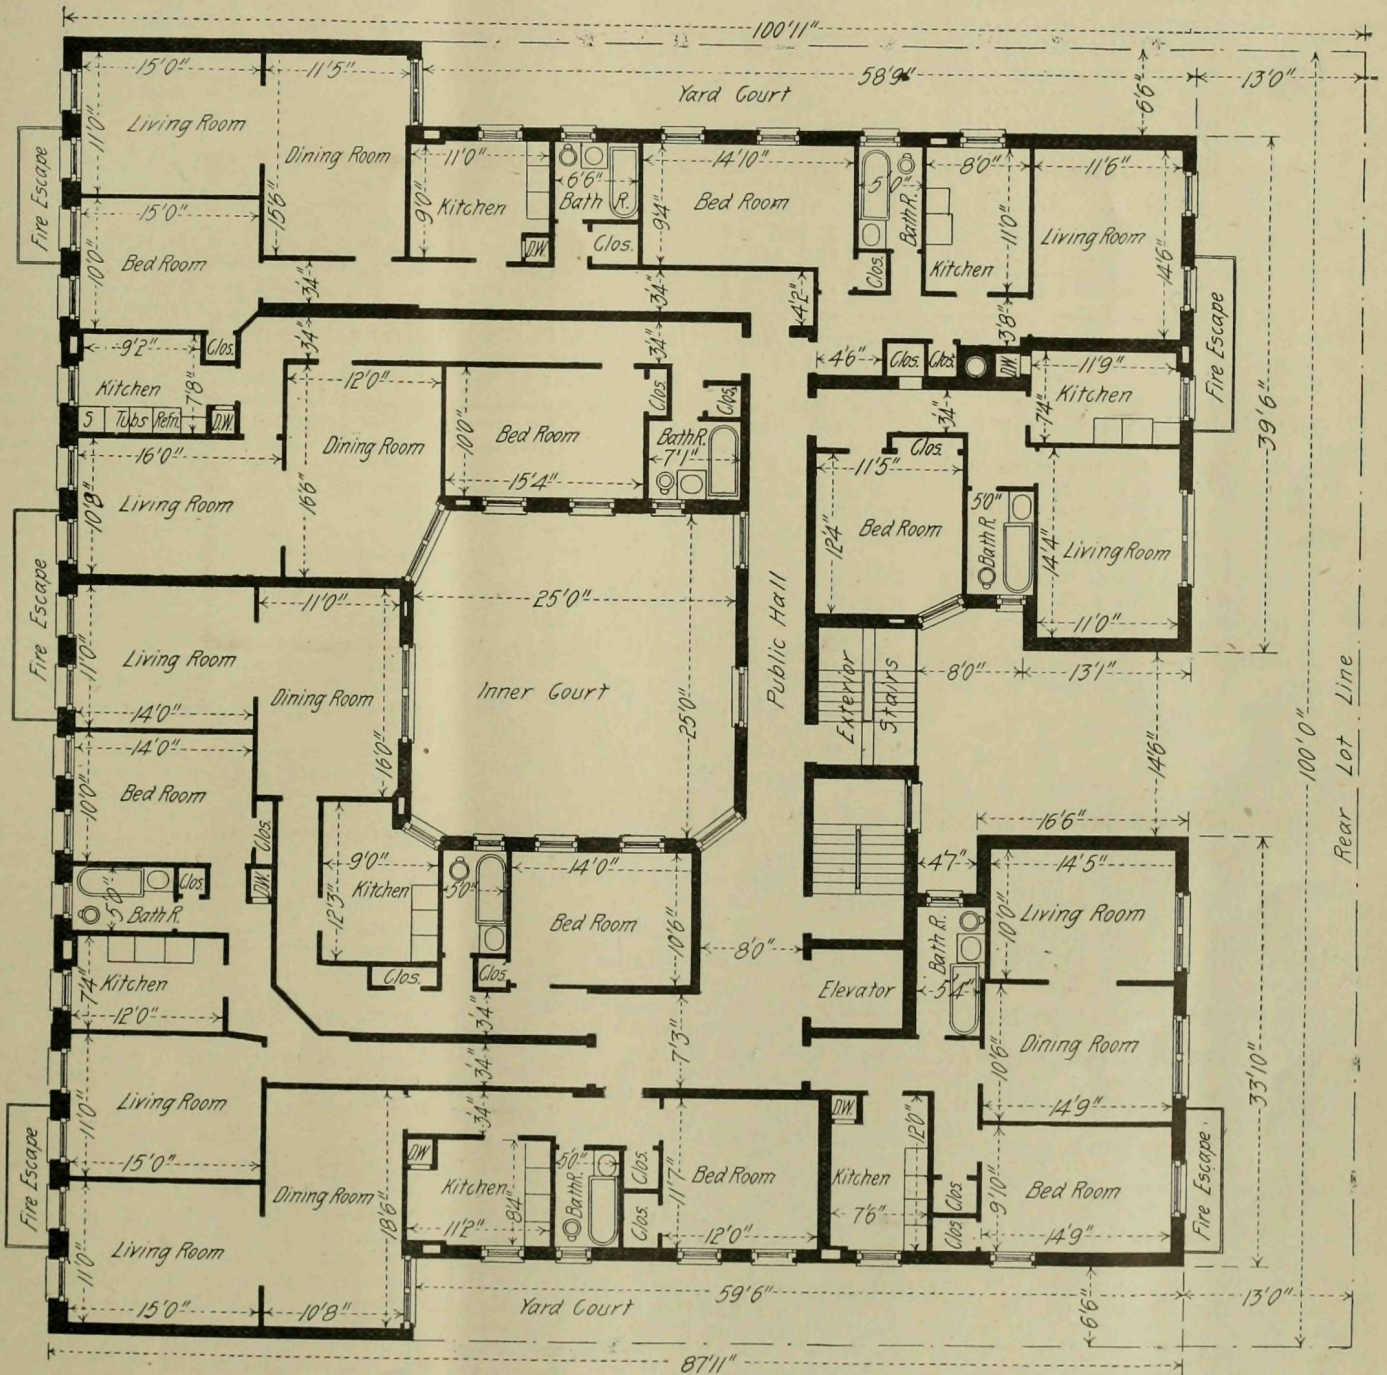 100'11"
15'0"
11'5"
58'9"
13'0"
Yard Court
6'6"
Living Room
11'0"
Dining Room
15'6"
Fire Escape
11'0"
9'0"
Kitchen
D.W.
6'6"
Bath R.
Clos.
14'10"
Bed Room
9'4"
5'0"
Bath R.
Clos.
8'0"
11'0"
Kitchen
11'6"
Living Room
14'6"
15'0"
Bed Room
10'0"
3'4"
3'4"
4'2"
3'8"
Fire Escape
39'6"
9'2"
Clos.
3'4"
3'4"
4'6"
Clos.
Clos.
D.W.
11'9"
Kitchen
7'4"
Kitchen
7'8"
S
Tubs
Refr.
D.W.
12'0"
Dining Room
16'6"
10'0"
Bed Room
15'4"
Clos.
Clos.
Bath R.
7'1"
3'4"
Clos.
11'5"
Bed Room
12'4"
5'0"
Bath R.
14'4"
Living Room
11'0"
16'0"
Living Room
10'8"
Fire Escape
25'0"
Inner Court
25'0"
Public Hall
Exterior
Stairs
8'0"
13'1"
14'6"
100'0"
Rear Lot Line
11'0"
Living Room
11'0"
14'0"
Dining Room
16'0"
14'0"
Bed Room
10'0"
Clos.
D.W.
Clos.
5'0"
Bath R.
9'0"
Kitchen
12'3"
Clos.
5'0"
Clos.
14'0"
Bed Room
10'6"
8'0"
Elevator
16'6"
4'7"
14'5"
Living Room
10'0"
Bath R.
5'4"
Dining Room
10'6"
14'9"
33'10"
Kitchen
7'4"
12'0"
3'4"
3'4"
3'4"
7'3"
Living Room
11'0"
15'0"
Fire Escape
Dining Room
18'6"
D.W.
Kitchen
11'2"
8'4"
5'0"
Bath R.
Clos.
Clos.
11'7"
Bed Room
12'0"
D.W.
12'0"
Kitchen
7'6"
Clos.
Clos.
9'10"
Bed Room
14'9"
Fire Escape
Living Room
11'0"
15'0"
10'8"
Yard Court
59'6"
6'6"
13'0"
87'11"